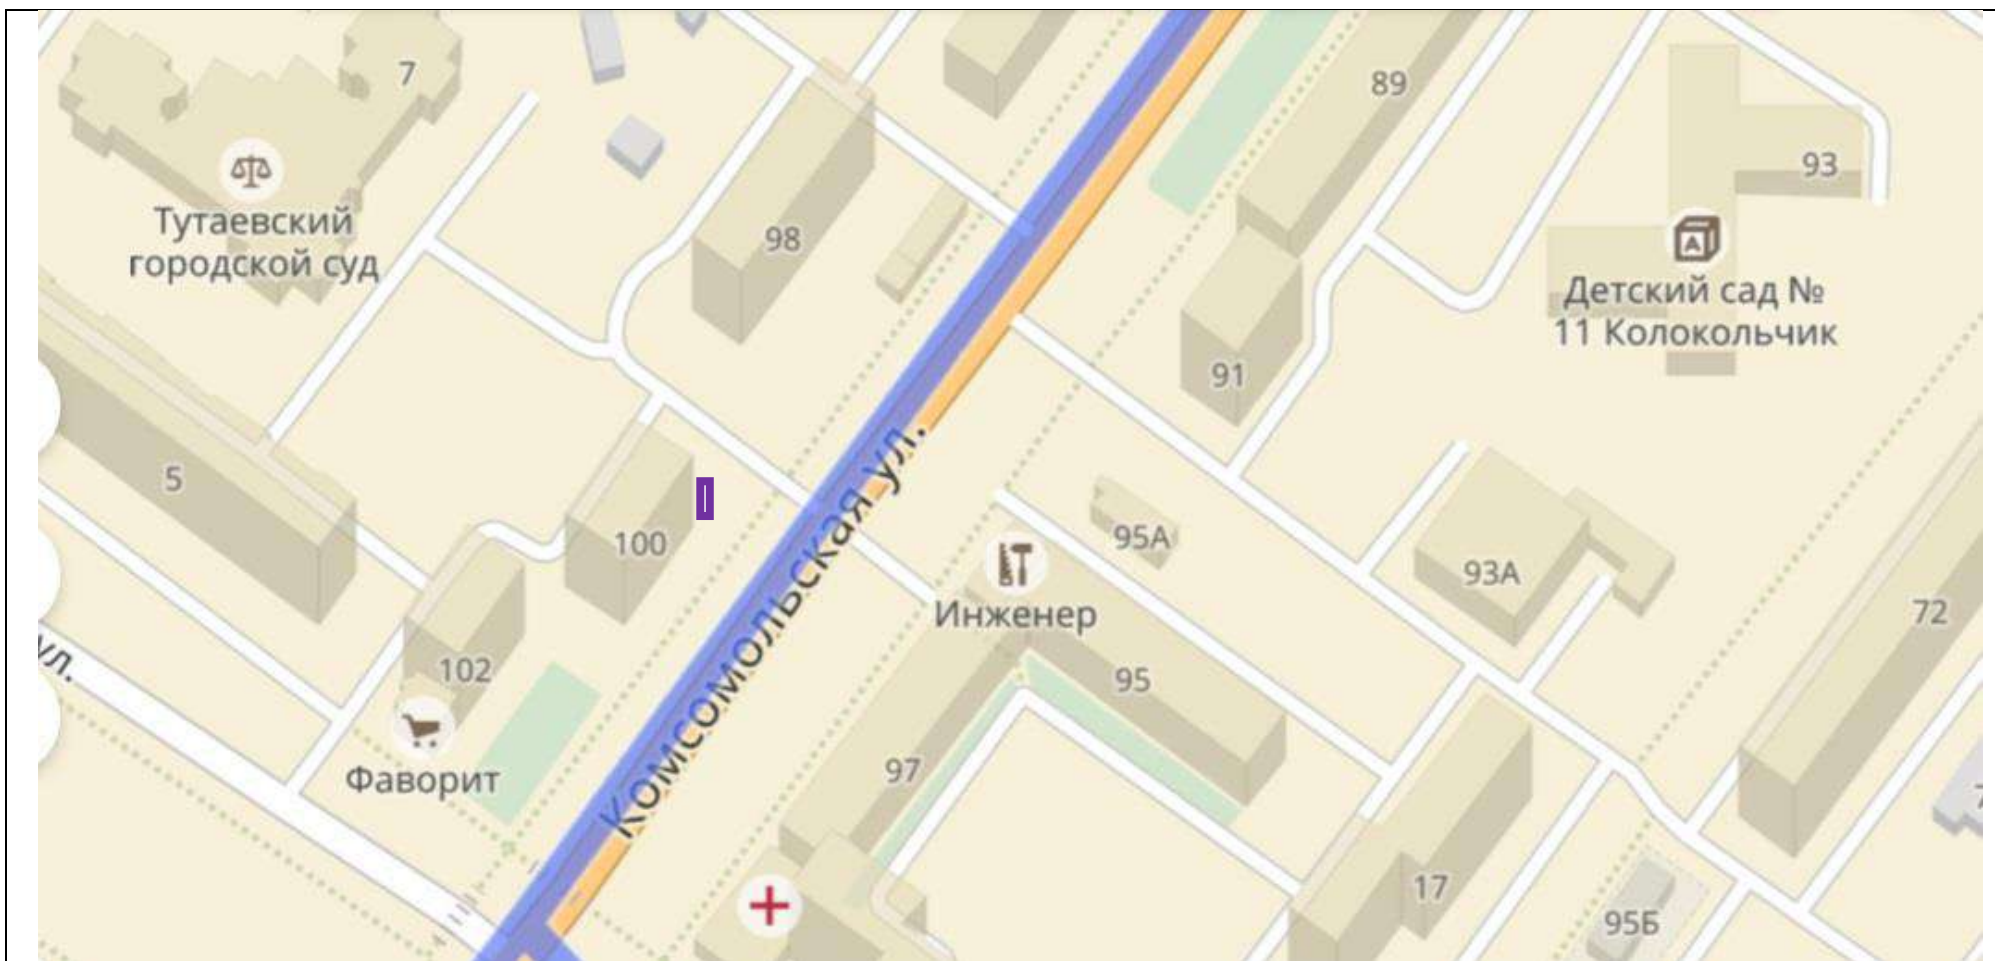 7
89
93
Тутаевский
городской суд
98
Детский сад №
11 Колокольчик
91
5
100
95А
93А
Инженер
72
102
95
Комсомольская ул.
ул.
97
Фаворит
17
95Б
7